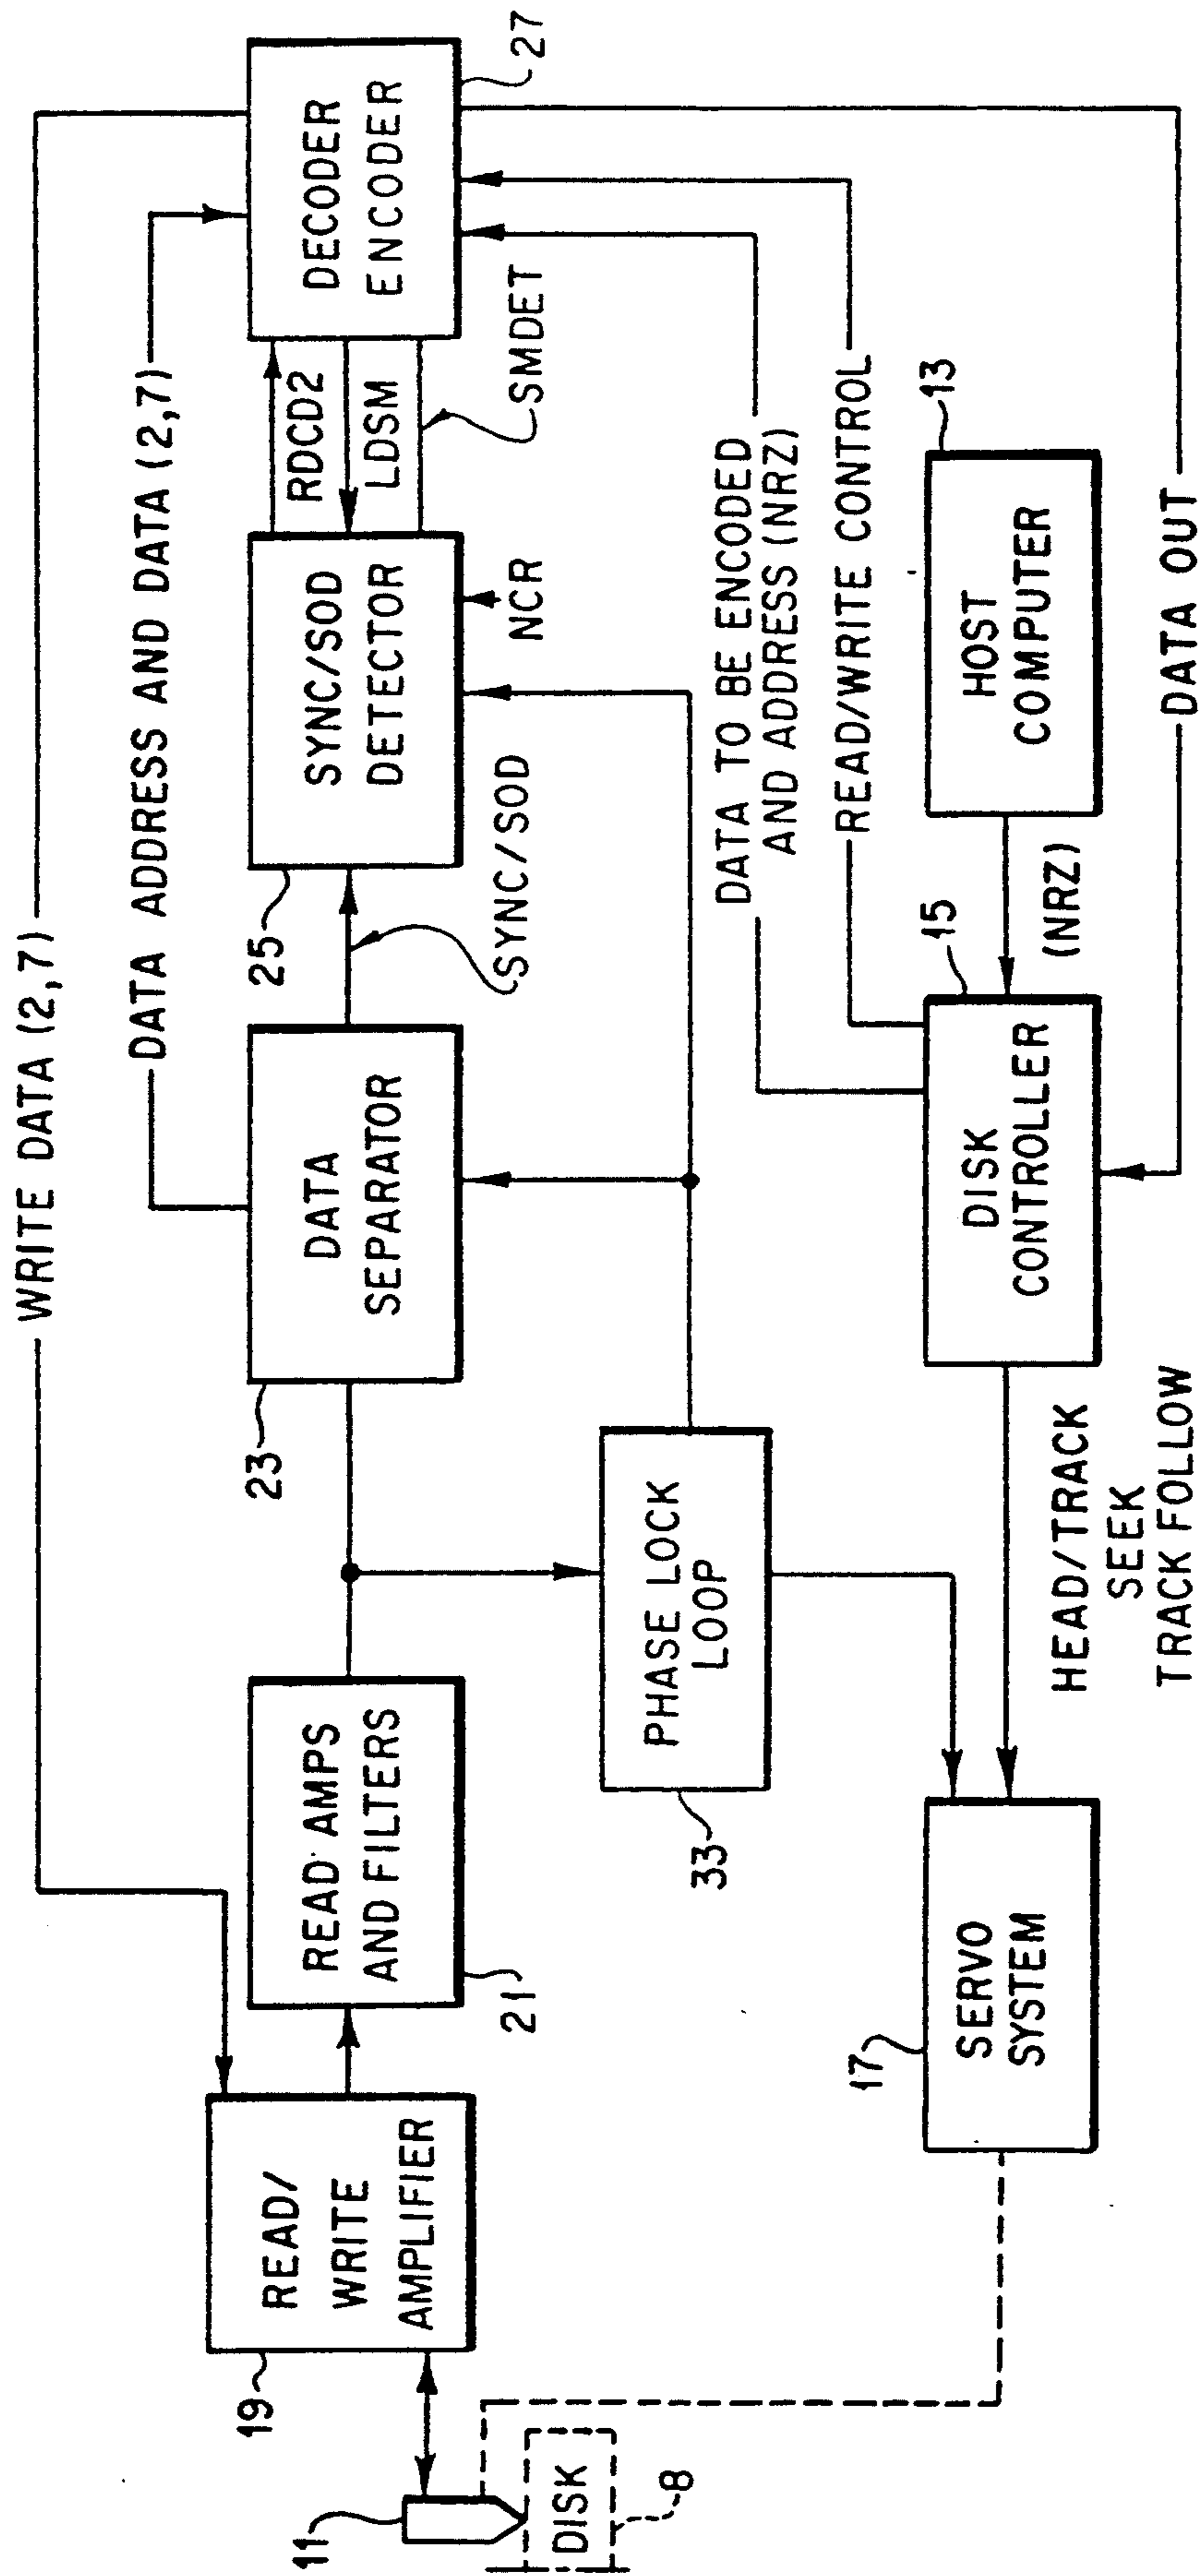 WRITE DATA (2,7)
DATA ADDRESS AND DATA (2,7)
19
READ/
WRITE
AMPLIFIER
READ AMPS
AND FILTERS
21
23
DATA
SEPARATOR
25
SYNC/SOD
DETECTOR
SYNC/SOD
NCR
RDCD2
LDSM
SMDET
DECODER
ENCODER
27
11
DISK
8
33
PHASE LOCK
LOOP
DATA TO BE ENCODED
AND ADDRESS (NRZ)
READ/WRITE CONTROL
17
SERVO
SYSTEM
HEAD/TRACK
SEEK
TRACK FOLLOW
15
DISK
CONTROLLER
(NRZ)
13
HOST
COMPUTER
DATA OUT